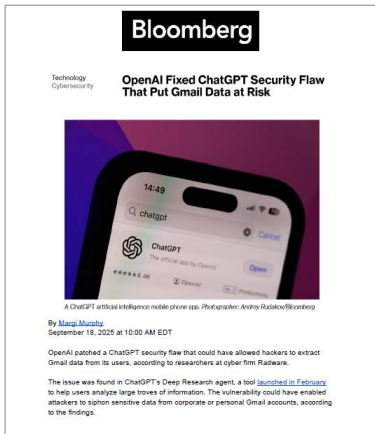 Bloomberg
Technology
Cybersecurity
OpenAI Fixed ChatGPT Security Flaw
That Put Gmail Data at Risk
14:49
chatgpt
Cancel
ChatGPT
The official app by OpenAI
Open
★★★★★ 6.4K
OpenAI
Productivity
A ChatGPT artificial intelligence mobile phone app. Photographer: Andrey Rudakov/Bloomberg
By Margi Murphy
September 18, 2025 at 10:00 AM EDT
OpenAI patched a ChatGPT security flaw that could have allowed hackers to extract
Gmail data from its users, according to researchers at cyber firm Radware.
The issue was found in ChatGPT's Deep Research agent, a tool launched in February
to help users analyze large troves of information. The vulnerability could have enabled
attackers to siphon sensitive data from corporate or personal Gmail accounts, according
to the findings.